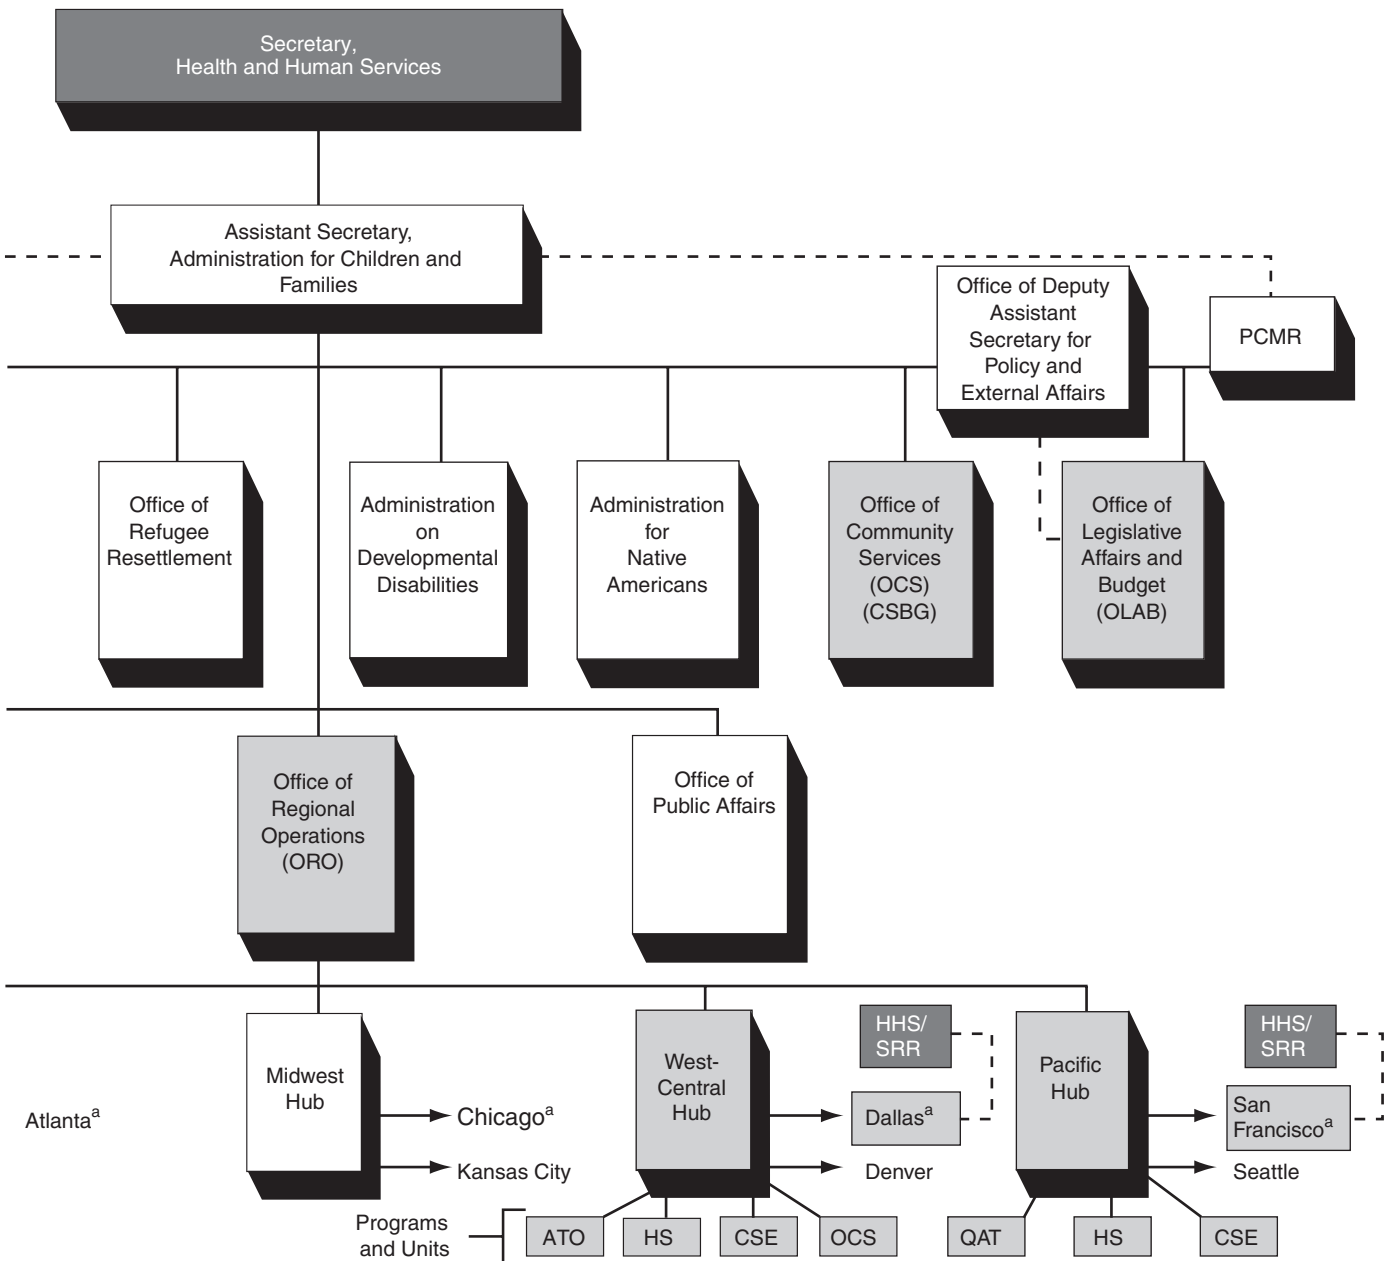 Secretary,
Health and Human Services
Assistant Secretary,
Administration for Children and
Families
Office of Deputy
Assistant
Secretary for
Policy and
External Affairs
PCMR
Office of
Refugee
Resettlement
Administration
on
Developmental
Disabilities
Administration
for
Native
Americans
Office of
Community
Services
(OCS)
(CSBG)
Office of
Legislative
Affairs and
Budget
(OLAB)
Office of
Regional
Operations
(ORO)
Office of
Public Affairs
Atlantaª
Midwest
Hub
Chicagoª
Kansas City
West-
Central
Hub
HHS/
SRR
Dallasª
Denver
Pacific
Hub
HHS/
SRR
San
Franciscoª
Seattle
Programs
and Units
ATO
HS
CSE
OCS
QAT
HS
CSE